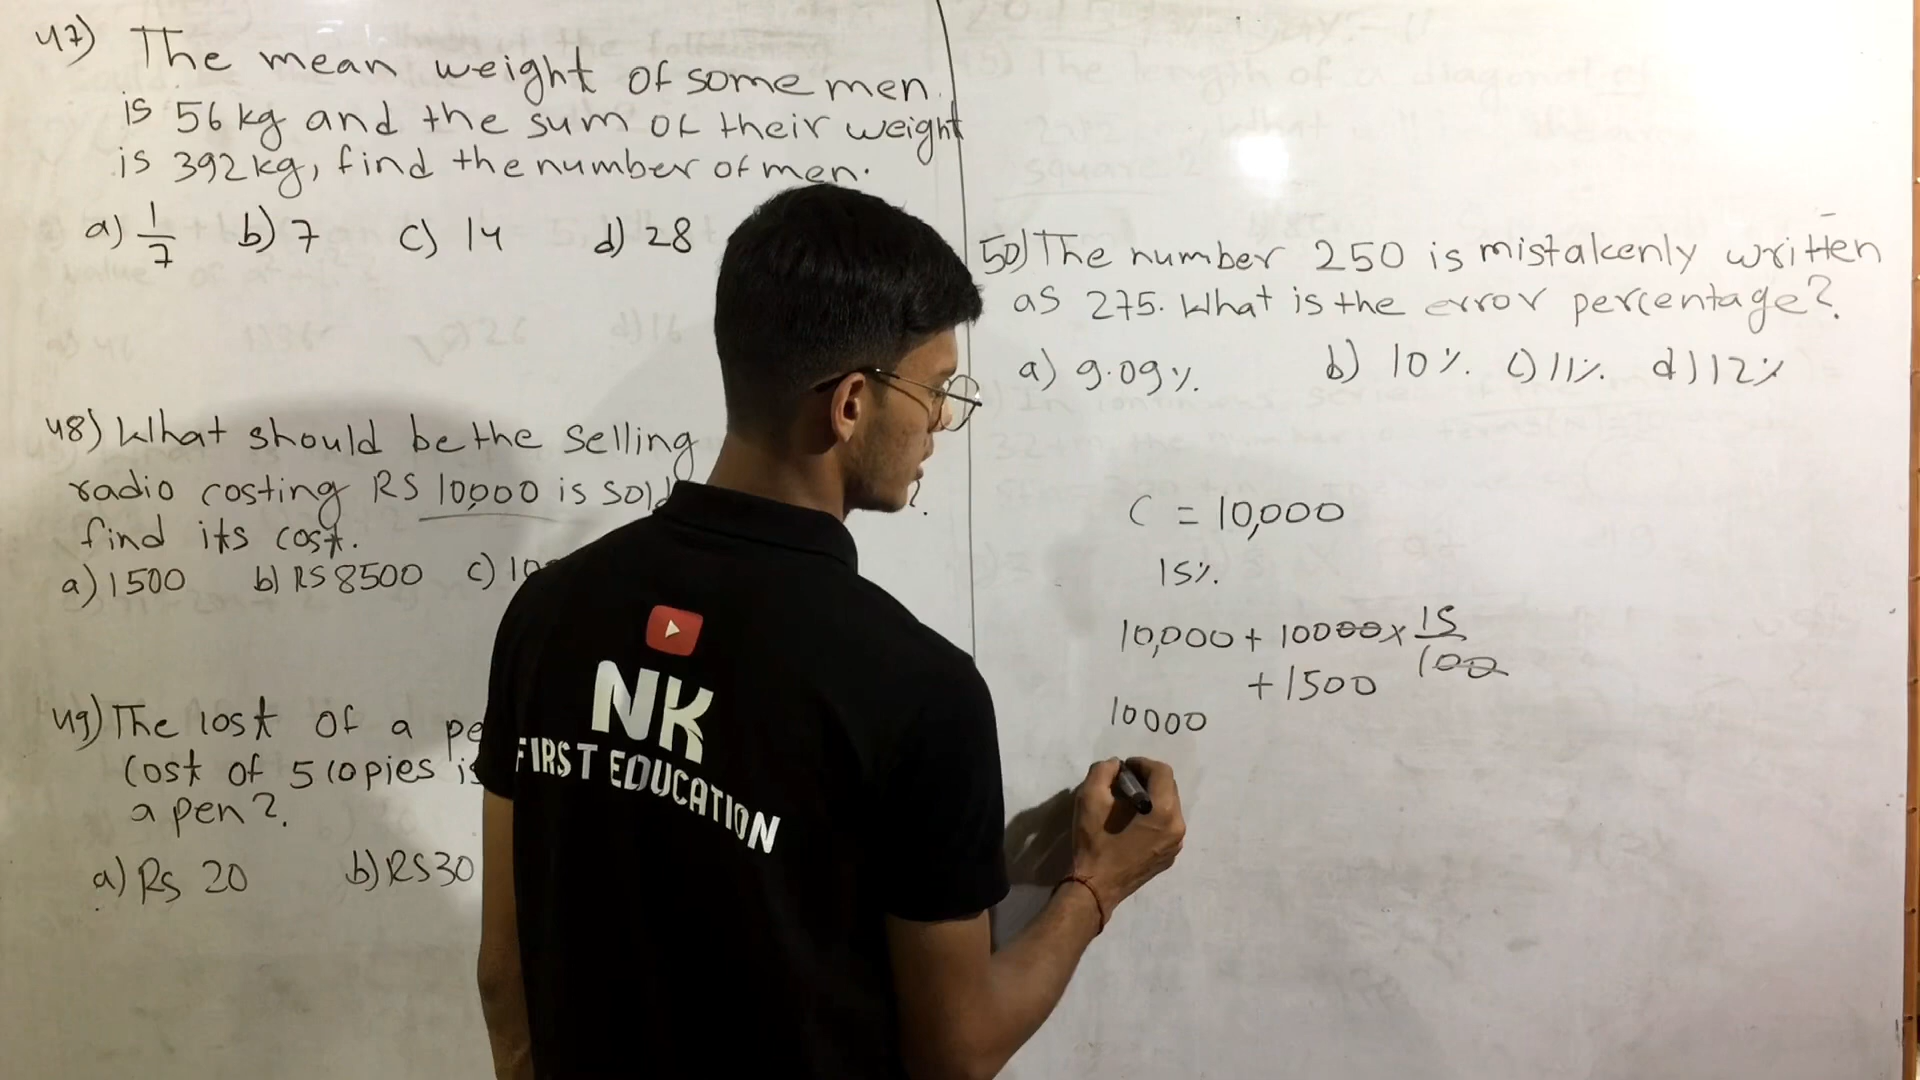 47) The mean weight of some men
is 56 kg and the sum of their weight
is 392 kg, find the number of men.
a) 1/7 b) 7 c) 14 d) 28
48) What should be the selling
radio costing RS 10,000 is sold ?.
find its cost.
a) 1500 b) RS 8500 c) 10
49) The cost of a pe
cost of 5 copies is
a pen ?.
a) Rs 20 b) RS 30
50) The number 250 is mistakenly written
as 275. What is the error percentage?
a) 9.09%. b) 10%. c) 11%. d) 12%
C = 10,000
15%.
10,000 + 10000 × 15/100
+ 1500
10000
NK
FIRST EDUCATION